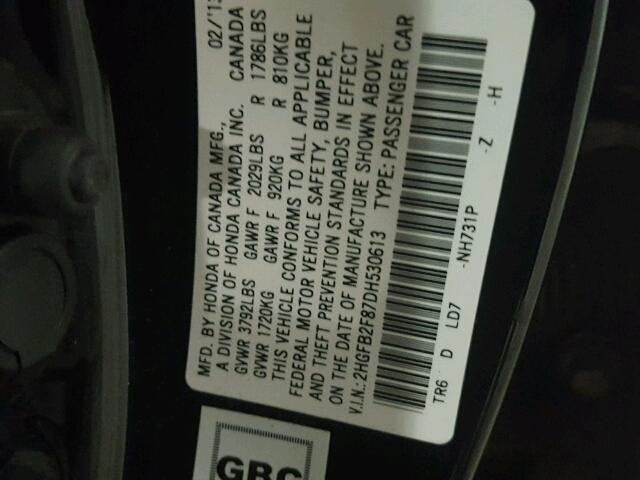 MFD. BY HONDA OF CANADA MFG., 02/'13
A DIVISION OF HONDA CANADA INC. CANADA
GVWR 3792LBS GAWR F 2029LBS R 1786LBS
GVWR 1720KG GAWR F 920KG R 810KG
THIS VEHICLE CONFORMS TO ALL APPLICABLE
FEDERAL MOTOR VEHICLE SAFETY, BUMPER,
AND THEFT PREVENTION STANDARDS IN EFFECT
ON THE DATE OF MANUFACTURE SHOWN ABOVE.
V.I.N.: 2HGFB2F87DH530613 TYPE: PASSENGER CAR
TR6 D LD7 -NH731P -Z -H
GBC